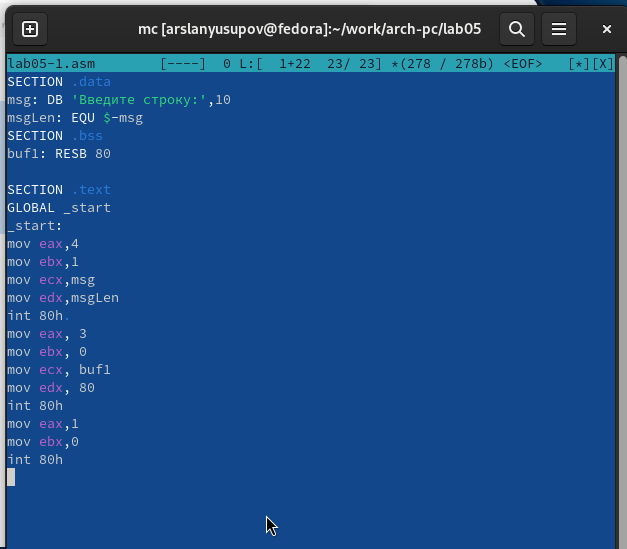 mc [arslanyusupov@fedora]:~/work/arch-pc/lab05
lab05-1.asm [----] 0 L:[ 1+22 23/ 23] *(278 / 278b) <EOF> [*][X]
SECTION .data
msg: DB 'Введите строку:',10
msgLen: EQU $-msg
SECTION .bss
buf1: RESB 80

SECTION .text
GLOBAL _start
_start:
mov eax,4
mov ebx,1
mov ecx,msg
mov edx,msgLen
int 80h.
mov eax, 3
mov ebx, 0
mov ecx, buf1
mov edx, 80
int 80h
mov eax,1
mov ebx,0
int 80h